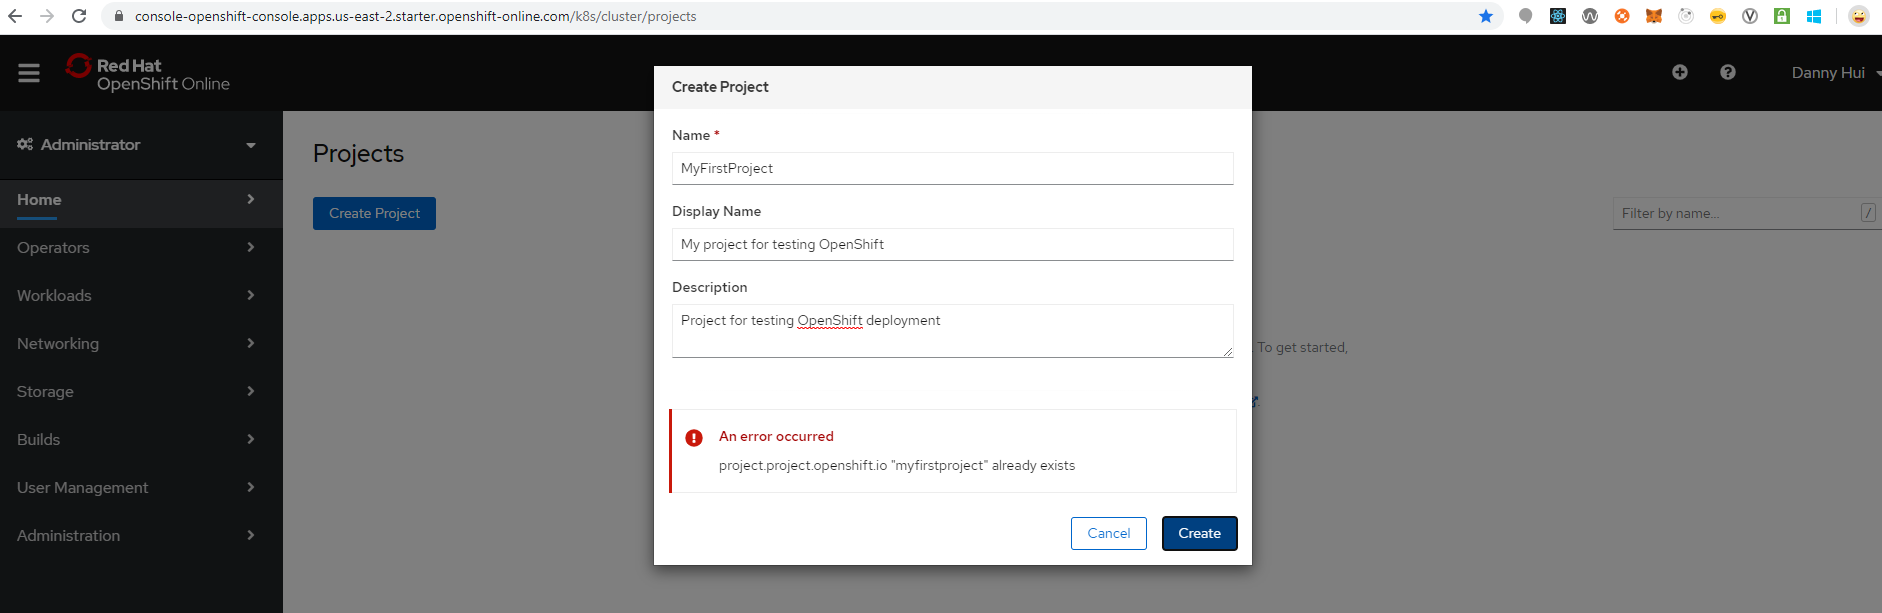 console-openshift-console.apps.us-east-2.starter.openshift-online.com/k8s/cluster/projects
Red Hat
OpenShift Online
Danny Hui
Administrator
Home
Operators
Workloads
Networking
Storage
Builds
User Management
Administration
Projects
Create Project
Filter by name...
/
. To get started,
Create Project
Name *
MyFirstProject
Display Name
My project for testing OpenShift
Description
Project for testing OpenShift deployment
An error occurred
project.project.openshift.io "myfirstproject" already exists
Cancel
Create